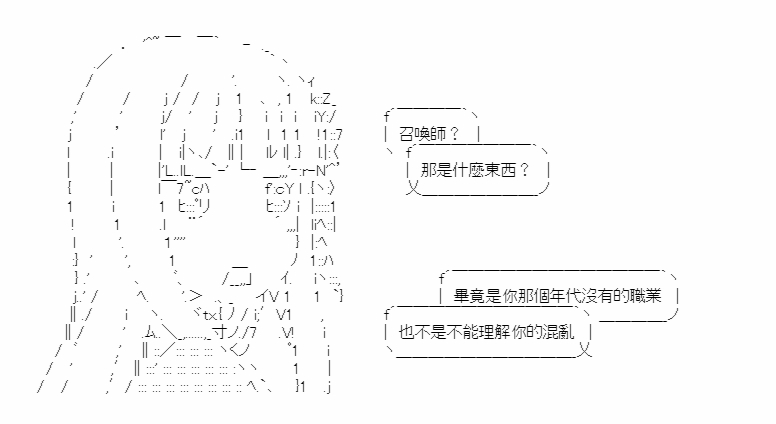 召喚師？
那是什麼東西？
畢竟是你那個年代沒有的職業
也不是不能理解你的混亂